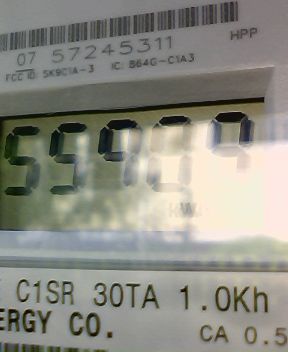 07 57245311 HPP
FCC ID: SK9C1A-3 IC: 864G-C1A3
C1SR 30TA 1.0Kh
ERGY CO. CA 0.5